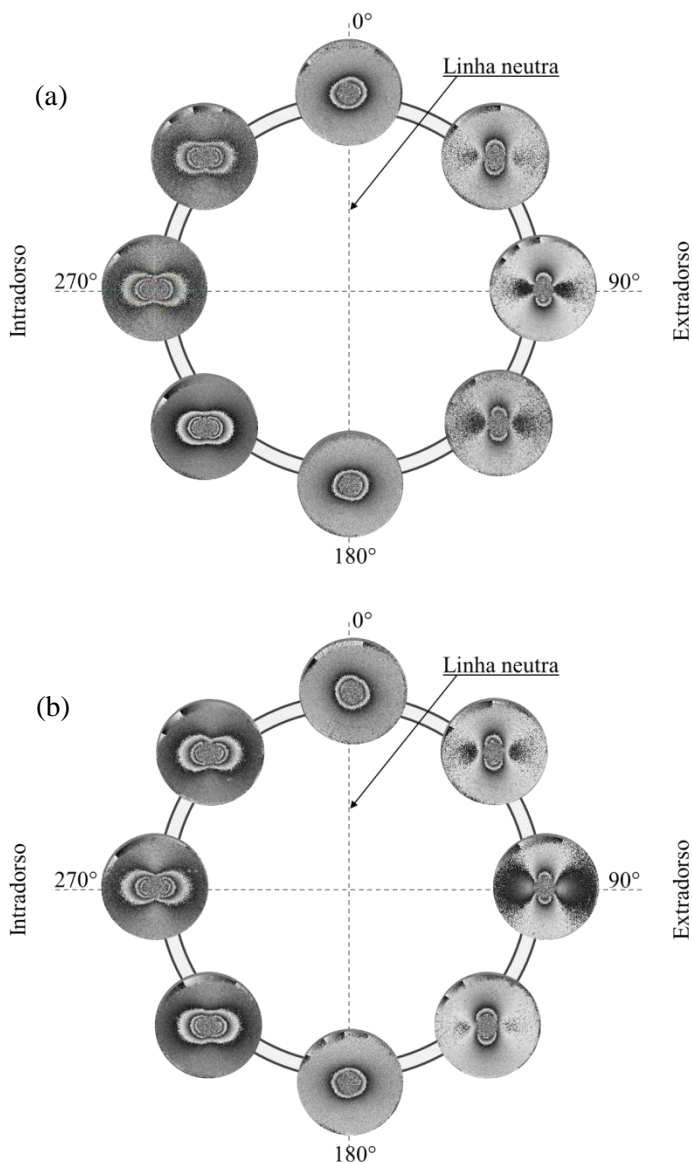 0°
Linha neutra
(a)
Intradorso
270°
90°
Extradorso
180°
0°
Linha neutra
(b)
Intradorso
270°
90°
Extradorso
180°